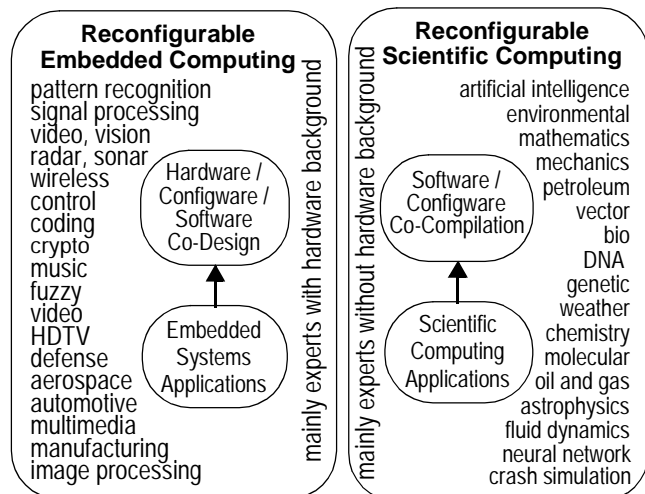 Reconfigurable
Embedded Computing
pattern recognition
signal processing
video, vision
radar, sonar
wireless
control
coding
crypto
music
fuzzy
video
HDTV
defense
aerospace
automotive
multimedia
manufacturing
image processing
Hardware /
Configware /
Software
Co-Design
Embedded
Systems
Applications
mainly experts with hardware background
Reconfigurable
Scientific Computing
mainly experts without hardware background
Software /
Configware
Co-Compilation
Scientific
Computing
Applications
artificial intelligence
environmental
mathematics
mechanics
petroleum
vector
bio
DNA
genetic
weather
chemistry
molecular
oil and gas
astrophysics
fluid dynamics
neural network
crash simulation